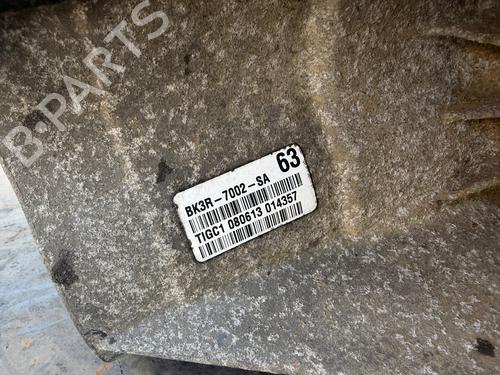 B-PARTS
63
BK3R-7002-SA
TIGC1 080613 014357